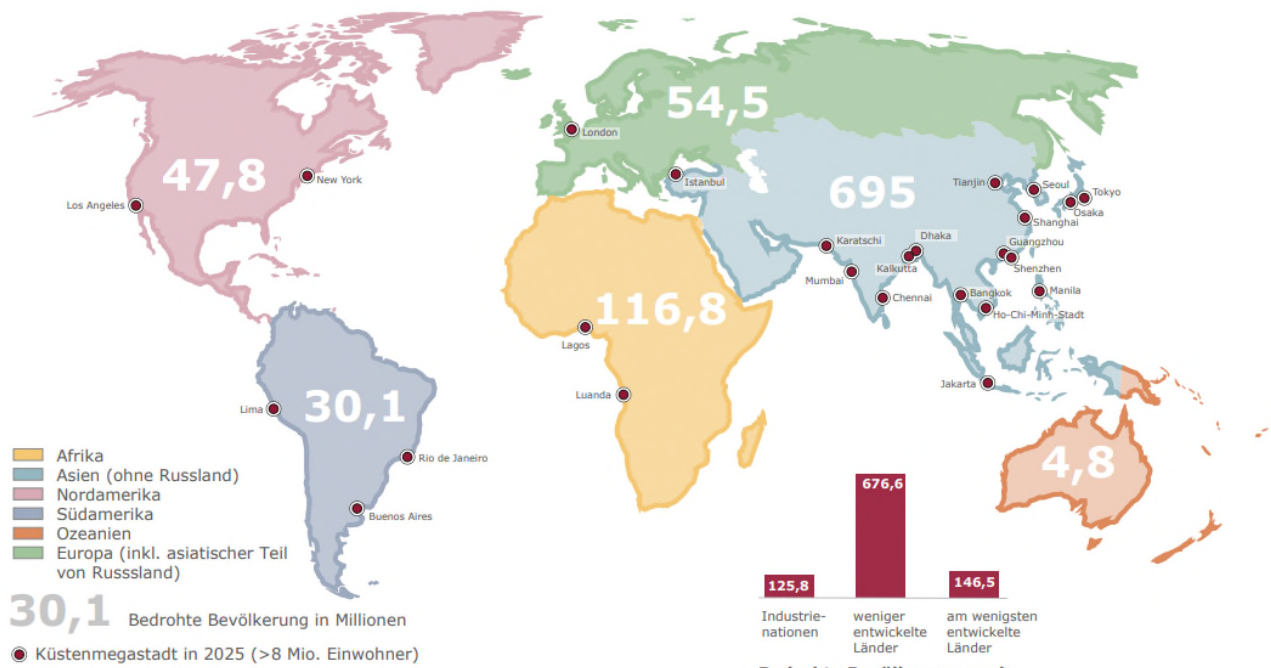 54,5
London
47,8
New York
Los Angeles
Istanbul
695
Tianjin
Seoul
Tokyo
Osaka
Shanghai
Karatschi
Dhaka
Guangzhou
Kalkutta
Shenzhen
Mumbai
Chennai
Bangkok
Manila
Ho-Chi-Minh-Stadt
116,8
Lagos
Jakarta
Luanda
30,1
Lima
Rio de Janeiro
Buenos Aires
4,8
Afrika
Asien (ohne Russland)
Nordamerika
Südamerika
Ozeanien
Europa (inkl. asiatischer Teil
von Russsland)
30,1 Bedrohte Bevölkerung in Millionen
Küstenmegastadt in 2025 (>8 Mio. Einwohner)
125,8
676,6
146,5
Industrie-
nationen
weniger
entwickelte
Länder
am wenigsten
entwickelte
Länder